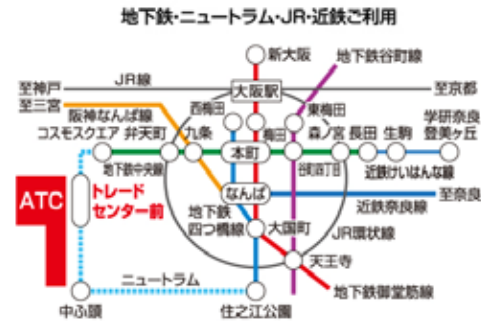 地下鉄・ニュートラム・JR・近鉄ご利用
新大阪
地下鉄谷町線
至神戸
JR線
大阪駅
至京都
至三宮
阪神なんば線
西梅田
梅田
東梅田
コスモスクエア
弁天町
九条
森ノ宮
長田
生駒
学研奈良
登美ヶ丘
地下鉄中央線
本町
谷町四丁目
近鉄けいはんな線
ATC
トレード
センター前
なんば
至奈良
近鉄奈良線
地下鉄
四つ橋線
大国町
JR環状線
天王寺
ニュートラム
地下鉄御堂筋線
中ふ頭
住之江公園